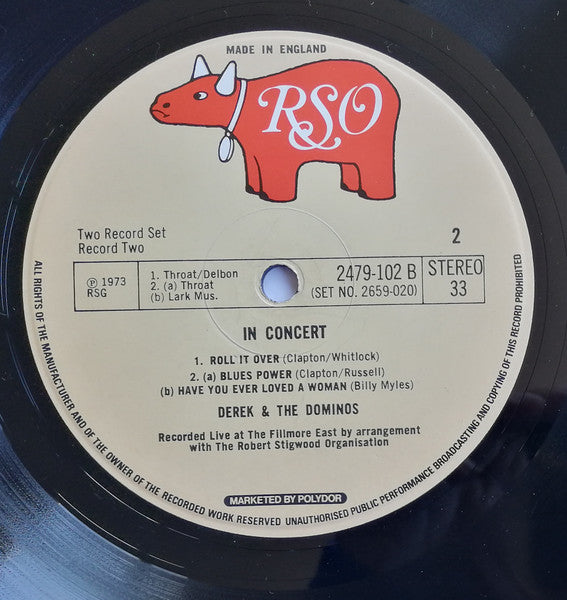 MADE IN ENGLAND
RSO
Two Record Set
Record Two
2
℗ 1973
RSG
1. Throat/Delbon
2. (a) Throat
(b) Lark Mus.
2479-102 B
(SET NO. 2659-020)
STEREO
33
IN CONCERT
1. ROLL IT OVER (Clapton/Whitlock)
2. (a) BLUES POWER (Clapton/Russell)
(b) HAVE YOU EVER LOVED A WOMAN (Billy Myles)
DEREK & THE DOMINOS
Recorded Live at The Fillmore East by arrangement
with The Robert Stigwood Organisation
MARKETED BY POLYDOR
ALL RIGHTS OF THE MANUFACTURER AND OF THE OWNER OF THE RECORDED WORK RESERVED UNAUTHORISED PUBLIC PERFORMANCE BROADCASTING AND COPYING OF THIS RECORD PROHIBITED